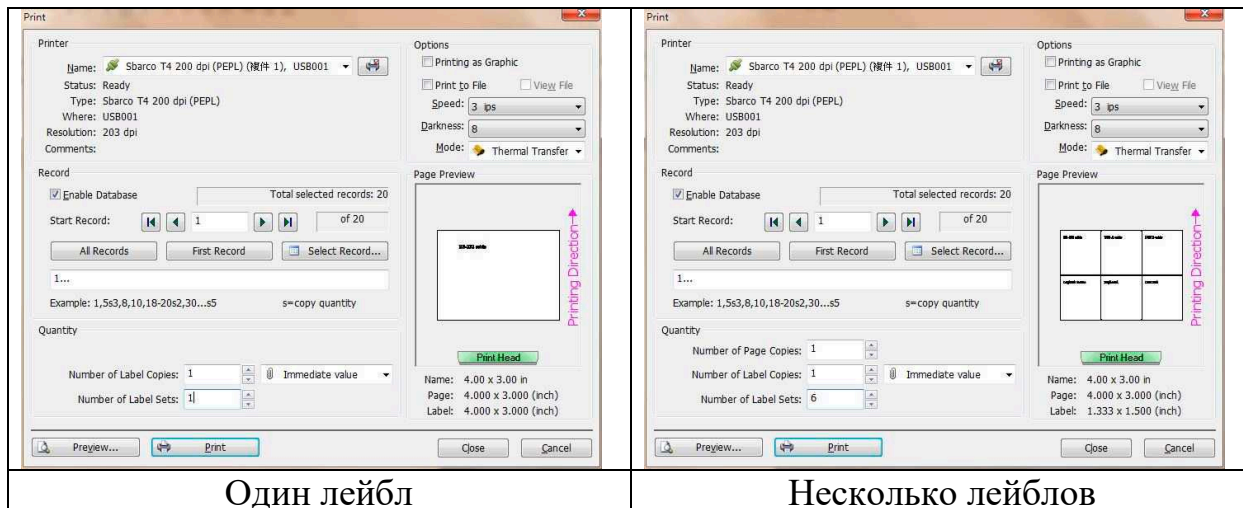 Print
Printer
Name: Sbarco T4 200 dpi (PEPL) (複件 1), USB001
Status: Ready
Type: Sbarco T4 200 dpi (PEPL)
Where: USB001
Resolution: 203 dpi
Comments:
Options
Printing as Graphic
Print to File View File
Speed: 3 ips
Darkness: 8
Mode: Thermal Transfer
Record
Enable Database Total selected records: 20
Start Record: 1 of 20
All Records First Record Select Record...
1...
Example: 1,5s3,8,10,18-20s2,30...s5 s=copy quantity
Page Preview
Printing Direction
Print Head
Name: 4.00 x 3.00 in
Page: 4.000 x 3.000 (inch)
Label: 4.000 x 3.000 (inch)
Quantity
Number of Label Copies: 1 Immediate value
Number of Label Sets: 1
Preview... Print Close Cancel
Один лейбл
Print
Printer
Name: Sbarco T4 200 dpi (PEPL) (複件 1), USB001
Status: Ready
Type: Sbarco T4 200 dpi (PEPL)
Where: USB001
Resolution: 203 dpi
Comments:
Options
Printing as Graphic
Print to File View File
Speed: 3 ips
Darkness: 8
Mode: Thermal Transfer
Record
Enable Database Total selected records: 20
Start Record: 1 of 20
All Records First Record Select Record...
1...
Example: 1,5s3,8,10,18-20s2,30...s5 s=copy quantity
Page Preview
Printing Direction
Print Head
Name: 4.00 x 3.00 in
Page: 4.000 x 3.000 (inch)
Label: 1.333 x 1.500 (inch)
Quantity
Number of Page Copies: 1
Number of Label Copies: 1 Immediate value
Number of Label Sets: 6
Preview... Print Close Cancel
Несколько лейблов